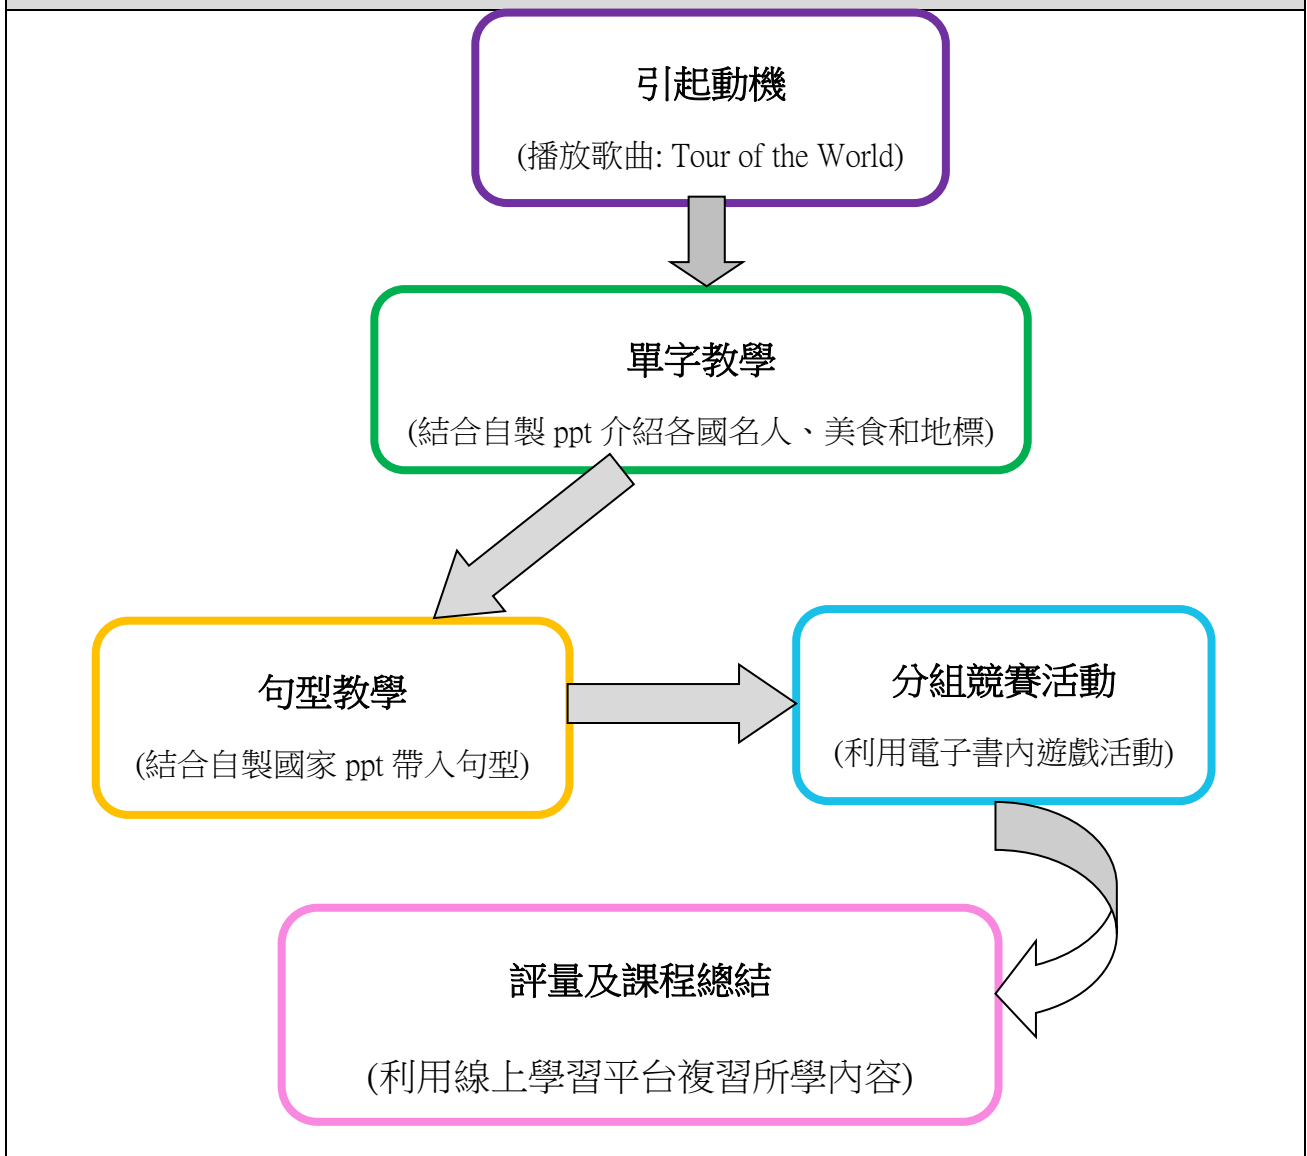 引起動機
(播放歌曲: Tour of the World)
單字教學
(結合自製 ppt 介紹各國名人、美食和地標)
句型教學
(結合自製國家 ppt 帶入句型)
分組競賽活動
(利用電子書內遊戲活動)
評量及課程總結
(利用線上學習平台複習所學內容)